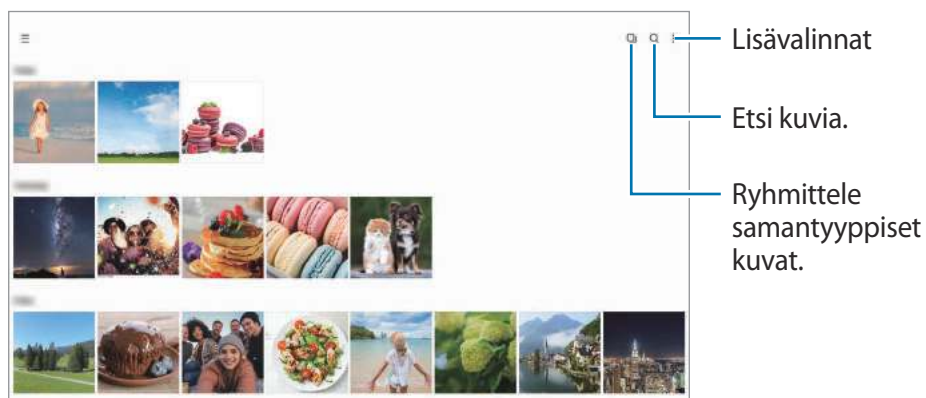 Lisävalinnat
Etsi kuvia.
Ryhmittele
samantyyppiset
kuvat.